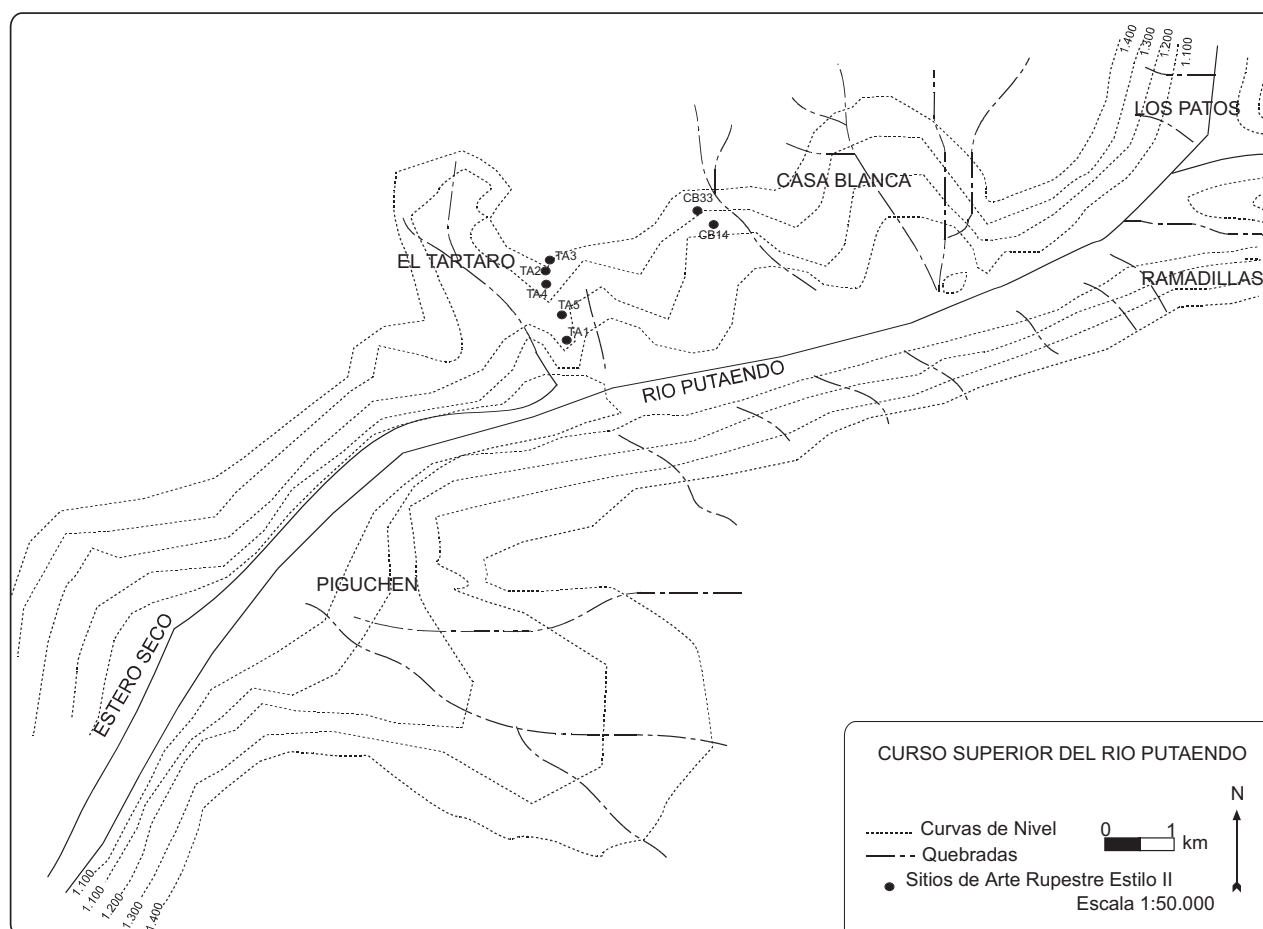 1.400
1.300
1.200
1.100
LOS PATOS
CASA BLANCA
CB33
CB14
EL TARTARO
TA3
TA2
TA4
TA5
TA1
RAMADILLAS
RIO PUTAENDO
PIGUCHEN
ESTERO SECO
1.100
1.100
1.200
1.300
1.400
CURSO SUPERIOR DEL RIO PUTAENDO
N
Curvas de Nivel
0 1
km
Quebradas
Sitios de Arte Rupestre Estilo II
Escala 1:50.000